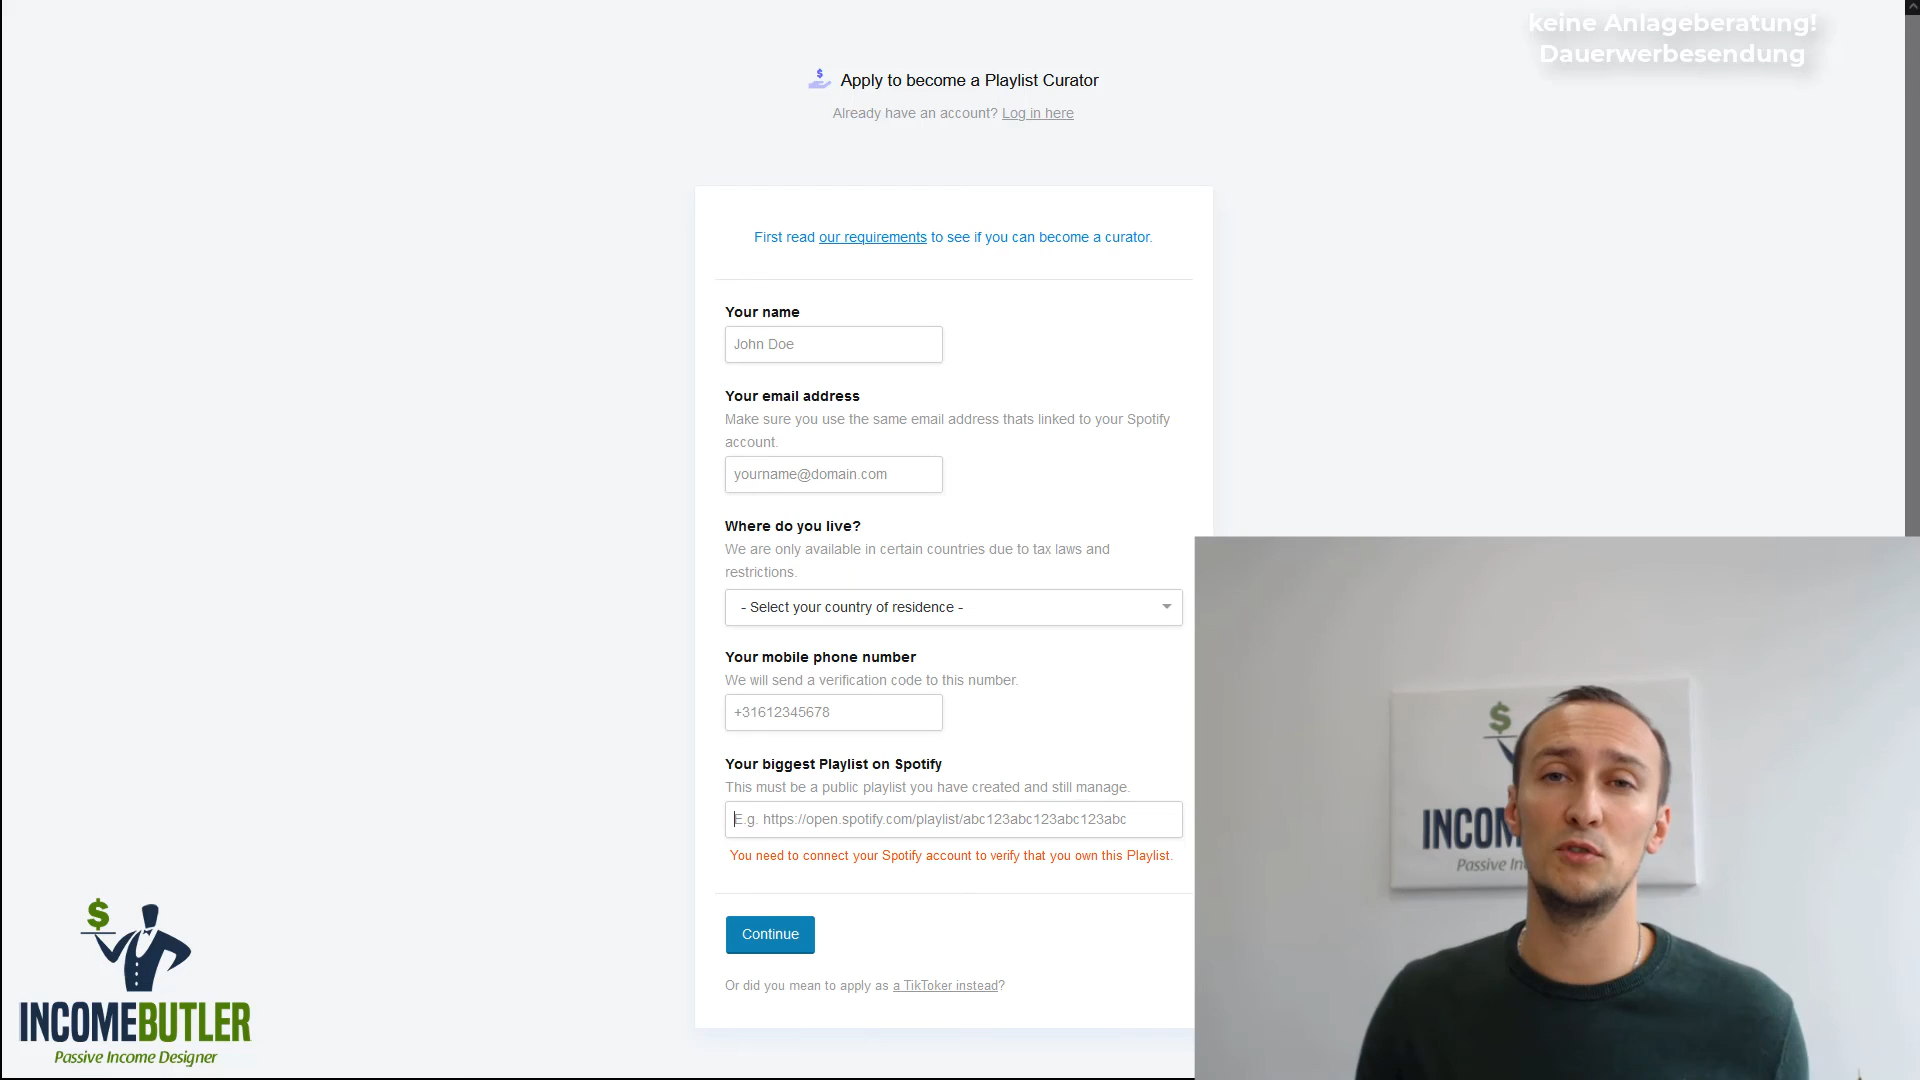 keine Anlageberatung!
Dauerwerbesendung
$
Apply to become a Playlist Curator
Already have an account? Log in here
First read our requirements to see if you can become a curator.
Your name
John Doe
Your email address
Make sure you use the same email address thats linked to your Spotify
account.
yourname@domain.com
Where do you live?
We are only available in certain countries due to tax laws and
restrictions.
- Select your country of residence -
Your mobile phone number
We will send a verification code to this number.
+31612345678
Your biggest Playlist on Spotify
This must be a public playlist you have created and still manage.
E.g. https://open.spotify.com/playlist/abc123abc123abc123abc
You need to connect your Spotify account to verify that you own this Playlist.
Continue
Or did you mean to apply as a TikToker instead?
$
INCOMEBUTLER
Passive Income Designer
$
INCOM
Passive In